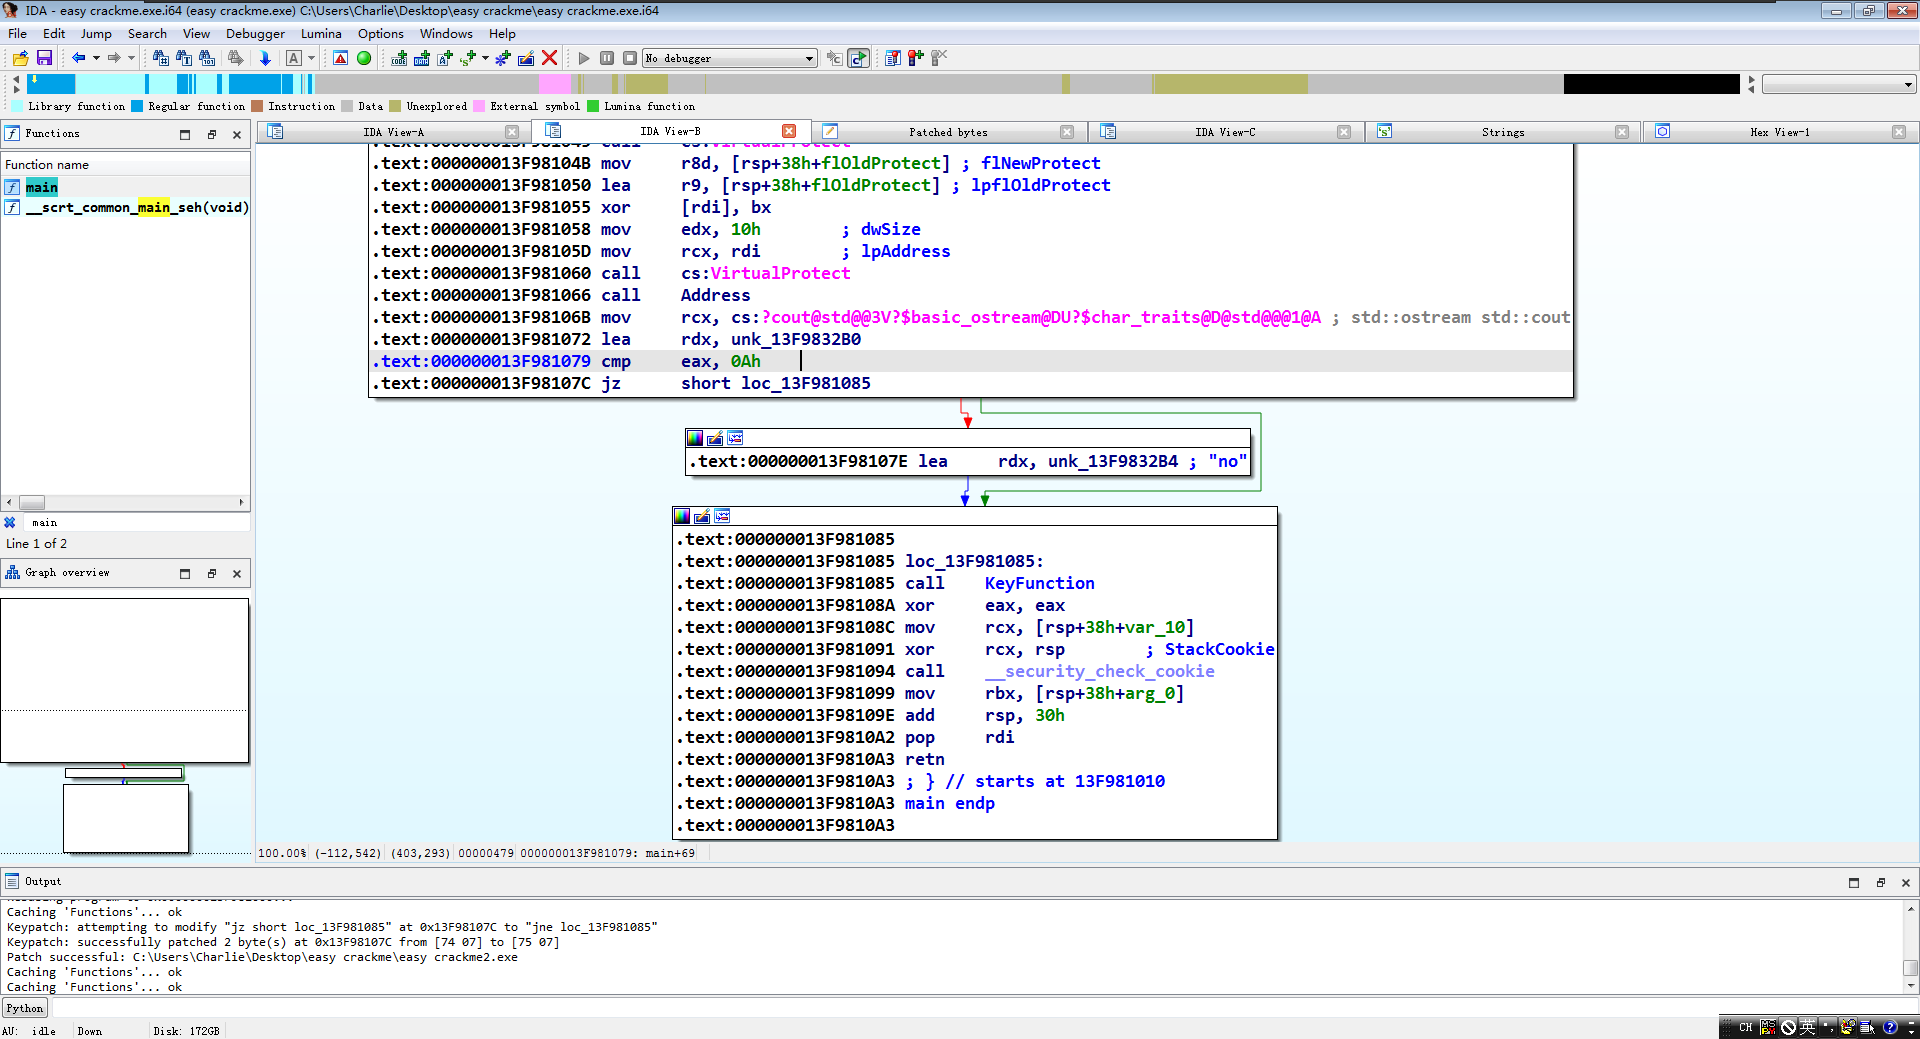 IDA - easy crackme.exe.i64 (easy crackme.exe) C:\Users\Charlie\Desktop\easy crackme\easy crackme.exe.i64
File Edit Jump Search View Debugger Lumina Options Windows Help
No debugger
Library function Regular function Instruction Data Unexplored External symbol Lumina function
Functions
IDA View-A IDA View-B Patched bytes IDA View-C Strings Hex View-1
Function name
main
__scrt_common_main_seh(void)
main
Line 1 of 2
Graph overview
.text:000000013F98104B mov r8d, [rsp+38h+flOldProtect] ; flNewProtect
.text:000000013F981050 lea r9, [rsp+38h+flOldProtect] ; lpflOldProtect
.text:000000013F981055 xor [rdi], bx
.text:000000013F981058 mov edx, 10h ; dwSize
.text:000000013F98105D mov rcx, rdi ; lpAddress
.text:000000013F981060 call cs:VirtualProtect
.text:000000013F981066 call Address
.text:000000013F98106B mov rcx, cs:?cout@std@@3V?$basic_ostream@DU?$char_traits@D@std@@@1@A ; std::ostream std::cout
.text:000000013F981072 lea rdx, unk_13F9832B0
.text:000000013F981079 cmp eax, 0Ah
.text:000000013F98107C jz short loc_13F981085
.text:000000013F98107E lea rdx, unk_13F9832B4 ; "no"
.text:000000013F981085
.text:000000013F981085 loc_13F981085:
.text:000000013F981085 call KeyFunction
.text:000000013F98108A xor eax, eax
.text:000000013F98108C mov rcx, [rsp+38h+var_10]
.text:000000013F981091 xor rcx, rsp ; StackCookie
.text:000000013F981094 call __security_check_cookie
.text:000000013F981099 mov rbx, [rsp+38h+arg_0]
.text:000000013F98109E add rsp, 30h
.text:000000013F9810A2 pop rdi
.text:000000013F9810A3 retn
.text:000000013F9810A3 ; } // starts at 13F981010
.text:000000013F9810A3 main endp
.text:000000013F9810A3
100.00% (-112,542) (403,293) 00000479 000000013F981079: main+69
Output
Caching 'Functions'... ok
Keypatch: attempting to modify "jz short loc_13F981085" at 0x13F98107C to "jne loc_13F981085"
Keypatch: successfully patched 2 byte(s) at 0x13F98107C from [74 07] to [75 07]
Patch successful: C:\Users\Charlie\Desktop\easy crackme\easy crackme2.exe
Caching 'Functions'... ok
Caching 'Functions'... ok
Python
AU: idle Down Disk: 172GB
CH 英